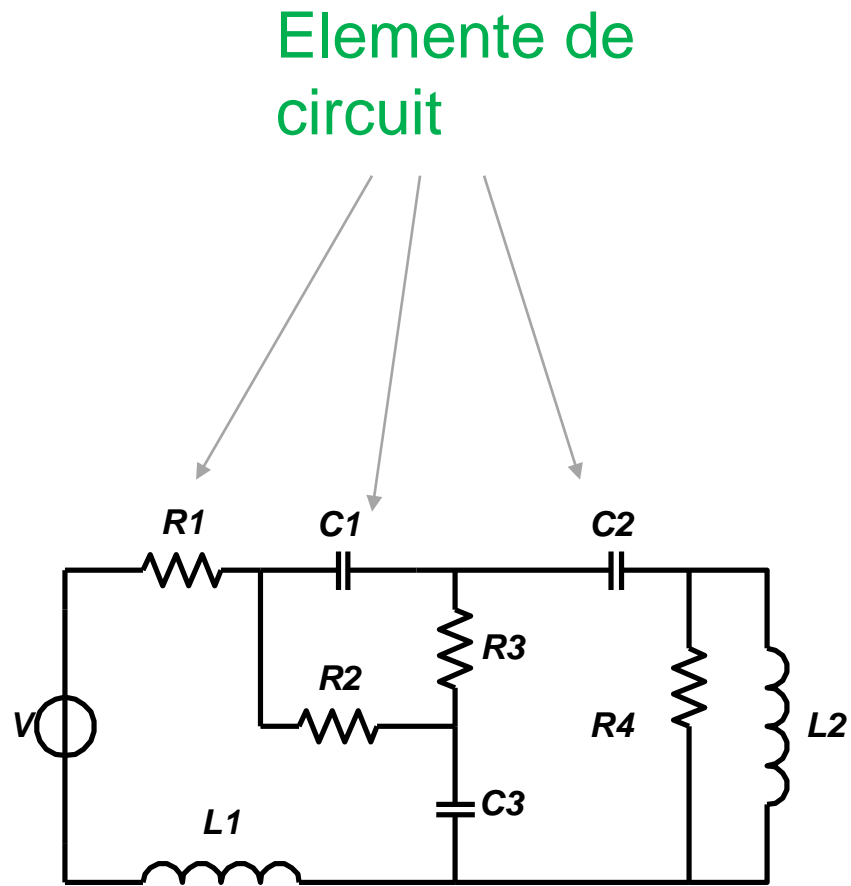 Elemente de
circuit
R1
C1
C2
R3
R2
V
R4
L2
C3
L1